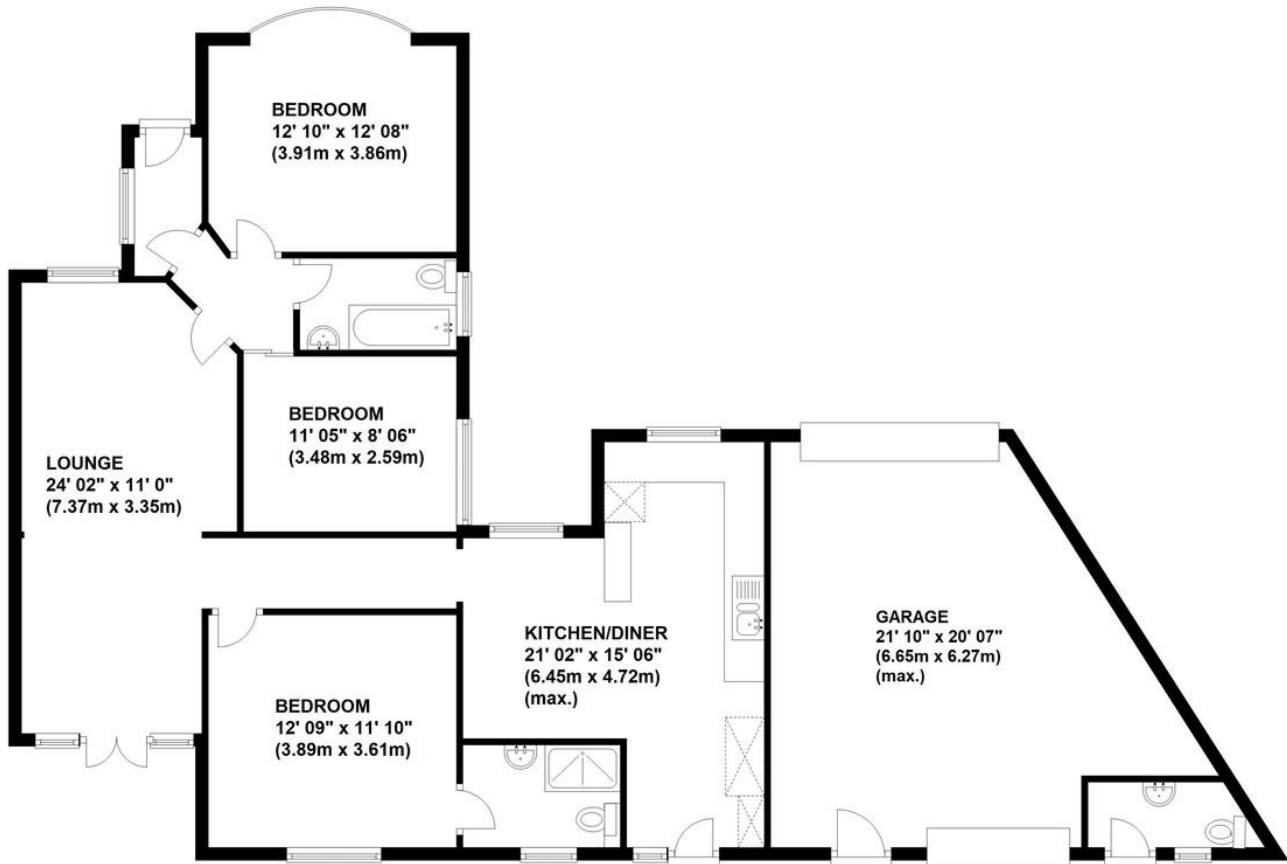 BEDROOM
12' 10" x 12' 08"
(3.91m x 3.86m)
BEDROOM
11' 05" x 8' 06"
(3.48m x 2.59m)
LOUNGE
24' 02" x 11' 0"
(7.37m x 3.35m)
KITCHEN/DINER
21' 02" x 15' 06"
(6.45m x 4.72m)
(max.)
GARAGE
21' 10" x 20' 07"
(6.65m x 6.27m)
(max.)
BEDROOM
12' 09" x 11' 10"
(3.89m x 3.61m)